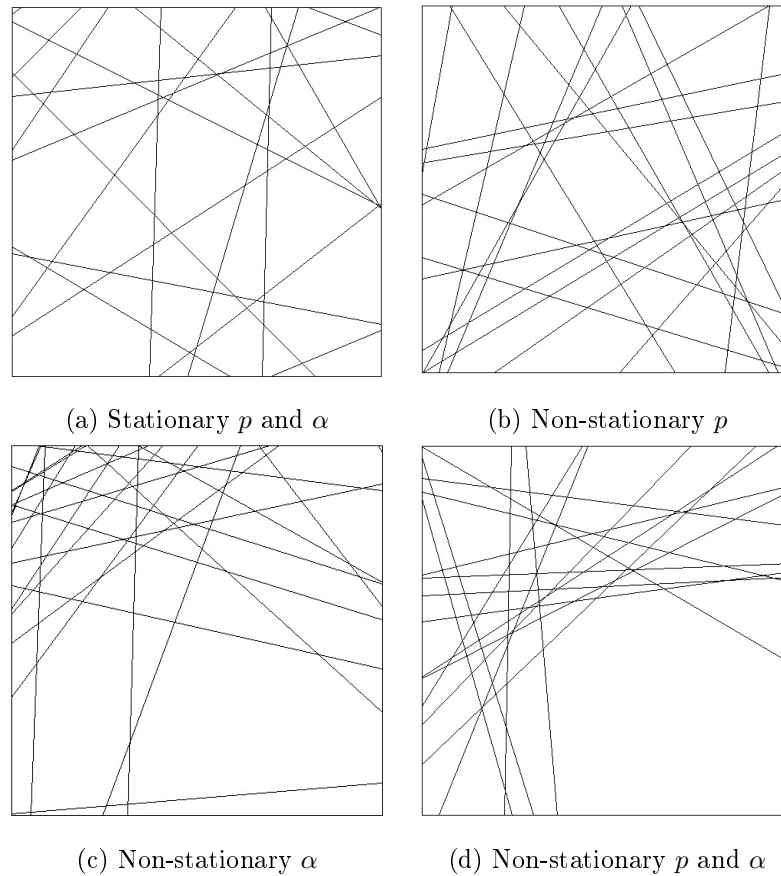 (a) Stationary p and α
(b) Non-stationary p
(c) Non-stationary α
(d) Non-stationary p and α